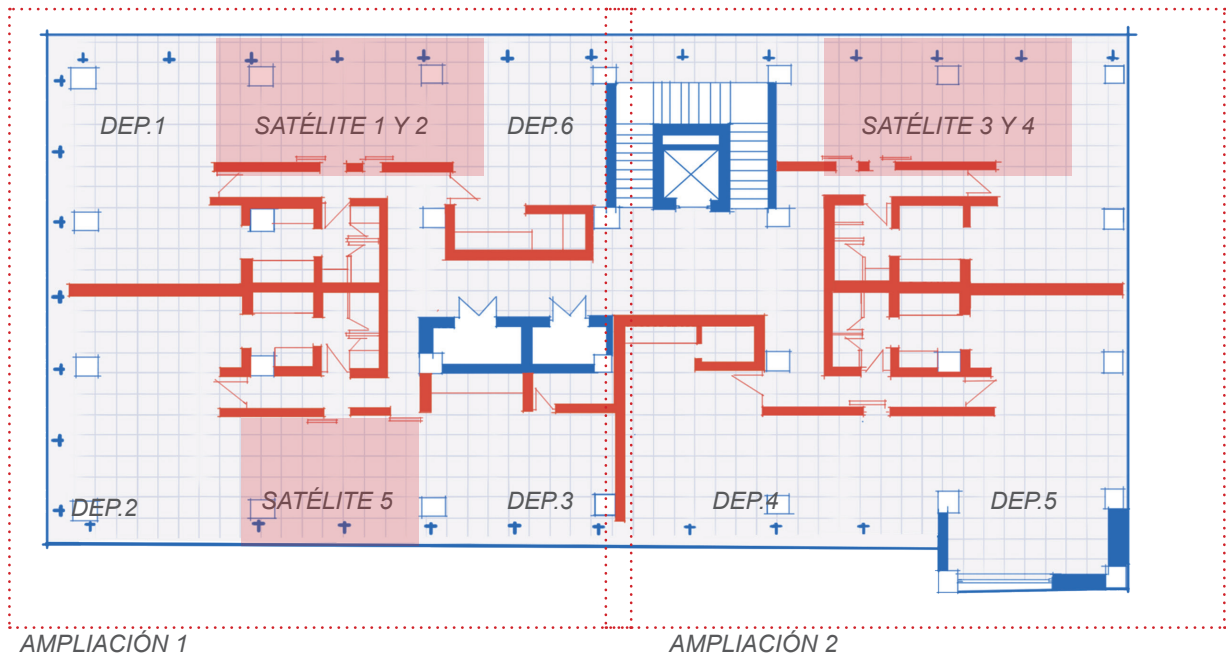 DEP.1
SATÉLITE 1 Y 2
DEP.6
SATÉLITE 3 Y 4
DEP.2
SATÉLITE 5
DEP.3
DEP.4
DEP.5
AMPLIACIÓN 1
AMPLIACIÓN 2